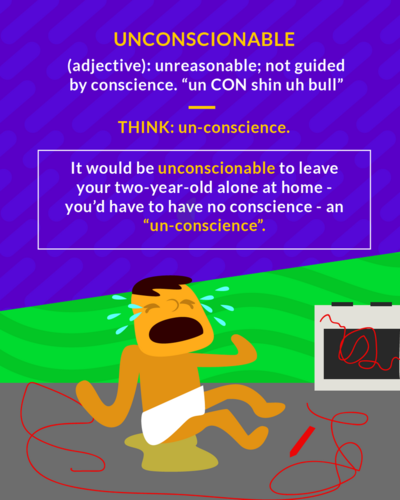 UNCONSCIONABLE
(adjective): unreasonable; not guided
by conscience. “un CON shin uh bull”
THINK: un-conscience.
It would be unconscionable to leave
your two-year-old alone at home -
you’d have to have no conscience - an
“un-conscience”.